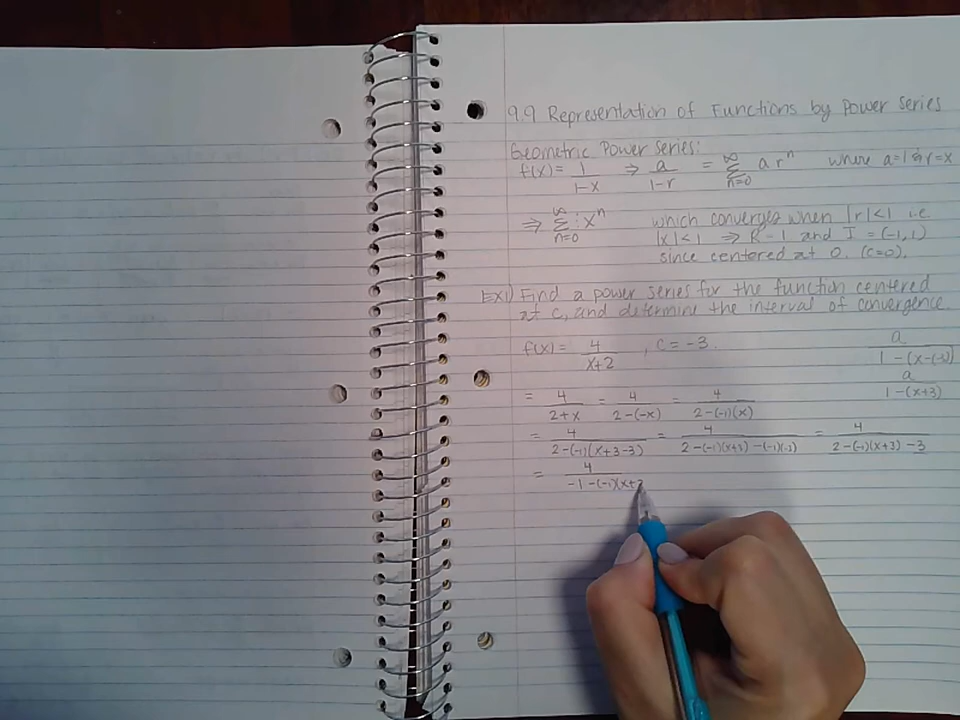 9.9 Representation of Functions by Power Series
Geometric Power Series:
f(x) = 1/(1-x) ⇒ a/(1-r) = ∞∑n=0 a r^n where a=1 & r=x
⇒ ∞∑n=0 x^n which converges when |r|<1 i.e
|x|<1 ⇒ R=1 and I=(-1,1)
since centered at 0. (c=0).
EX1) Find a power series for the function centered
at c, and determine the interval of convergence.
f(x) = 4/(x+2), c=-3. a/(1-(x-(-3)))
a/(1-(x+3))
= 4/(2+x) = 4/(2-(-x)) = 4/(2-(-1)(x))
= 4/(2-(-1)(x+3-3)) = 4/(2-(-1)(x+3)-(-1)(-3)) = 4/(2-(-1)(x+3)-3)
= 4/(-1-(-1)(x+3